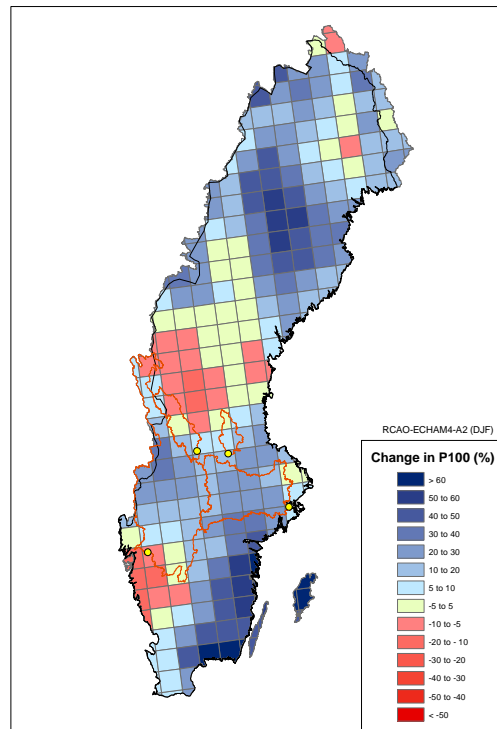 RCAO-ECHAM4-A2 (DJF)
Change in P100 (%)
> 60
50 to 60
40 to 50
30 to 40
20 to 30
10 to 20
5 to 10
-5 to 5
-10 to -5
-20 to - 10
-30 to -20
-40 to -30
-50 to -40
< -50